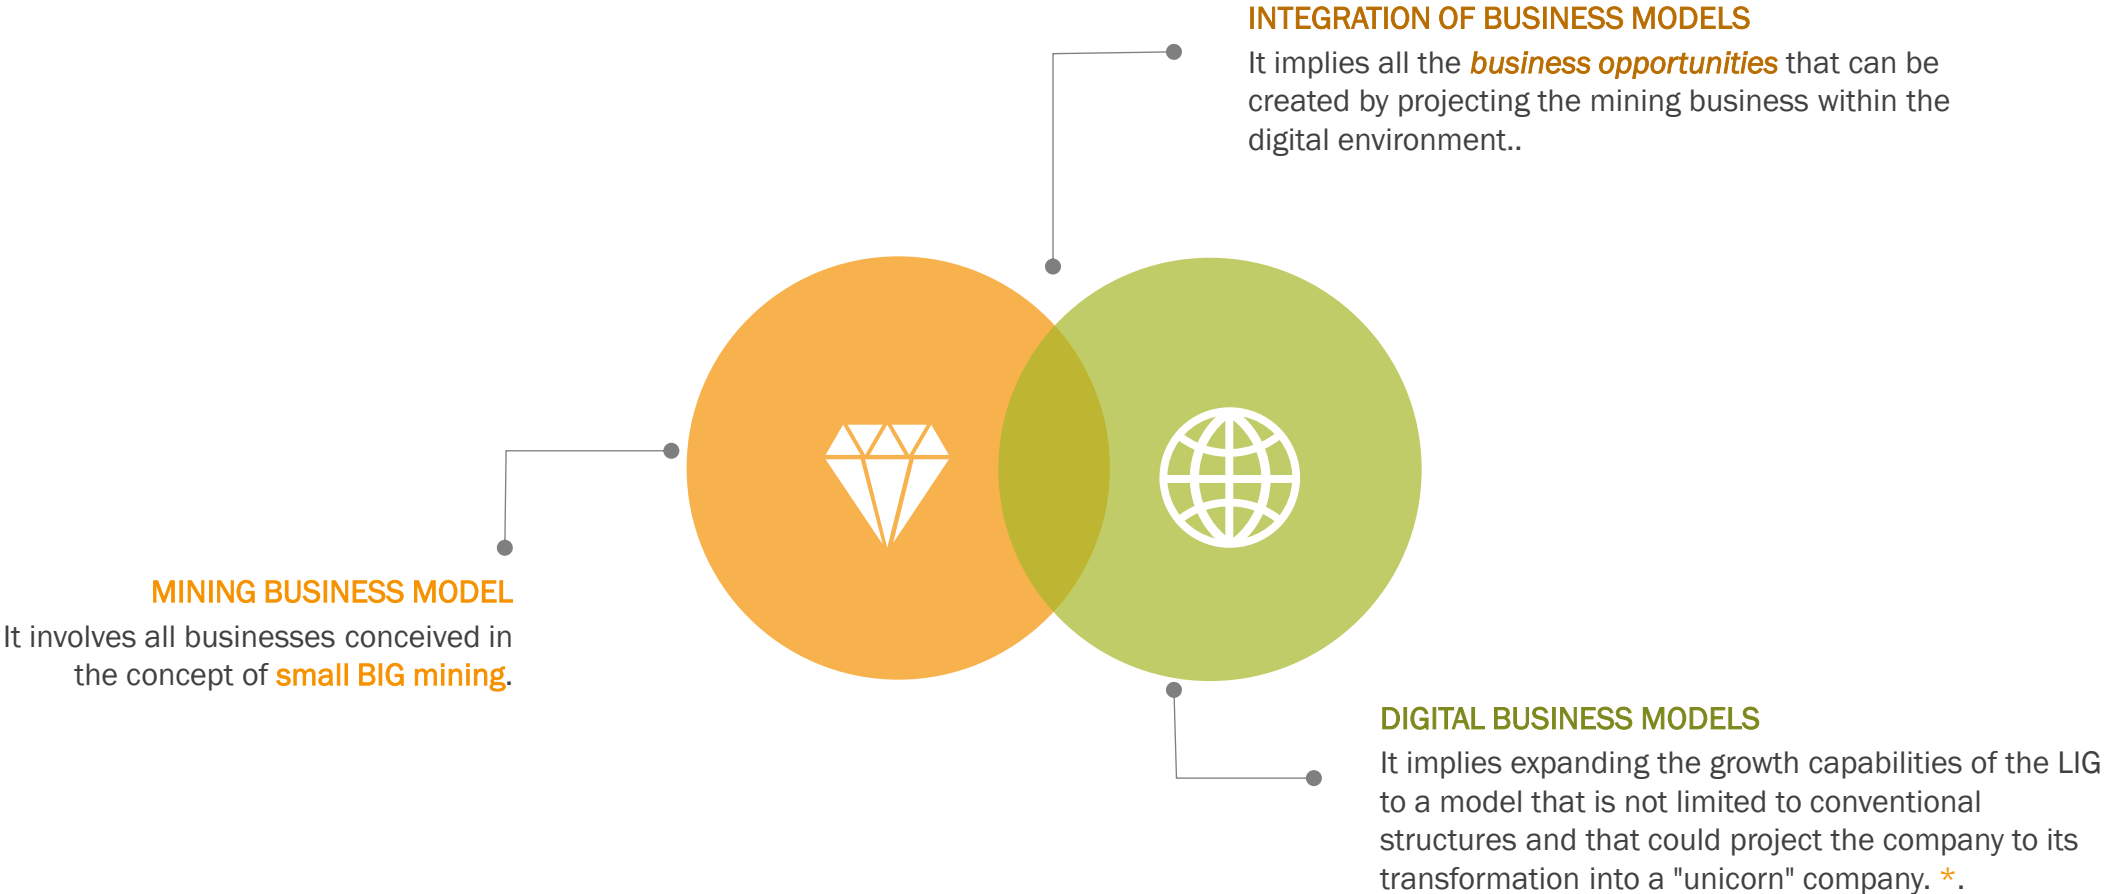 INTEGRATION OF BUSINESS MODELS
It implies all the business opportunities that can be
created by projecting the mining business within the
digital environment..
MINING BUSINESS MODEL
It involves all businesses conceived in
the concept of small BIG mining.
DIGITAL BUSINESS MODELS
It implies expanding the growth capabilities of the LIG
to a model that is not limited to conventional
structures and that could project the company to its
transformation into a "unicorn" company. *.